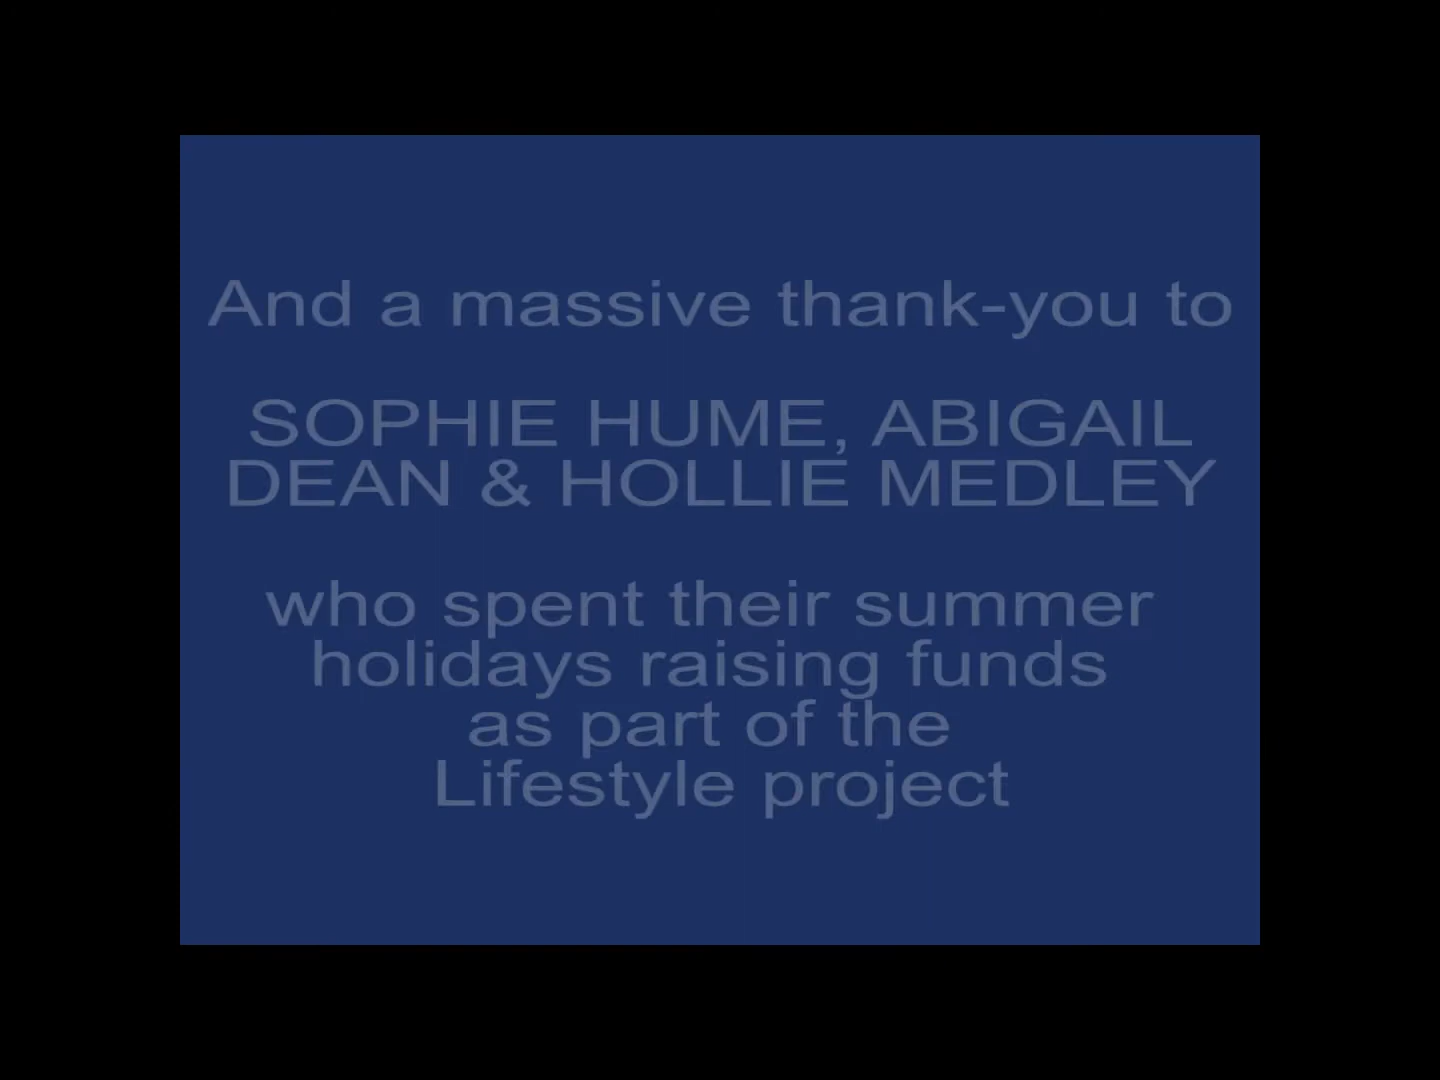 And a massive thank-you to
SOPHIE HUME, ABIGAIL
DEAN & HOLLIE MEDLEY
who spent their summer
holidays raising funds
as part of the
Lifestyle project